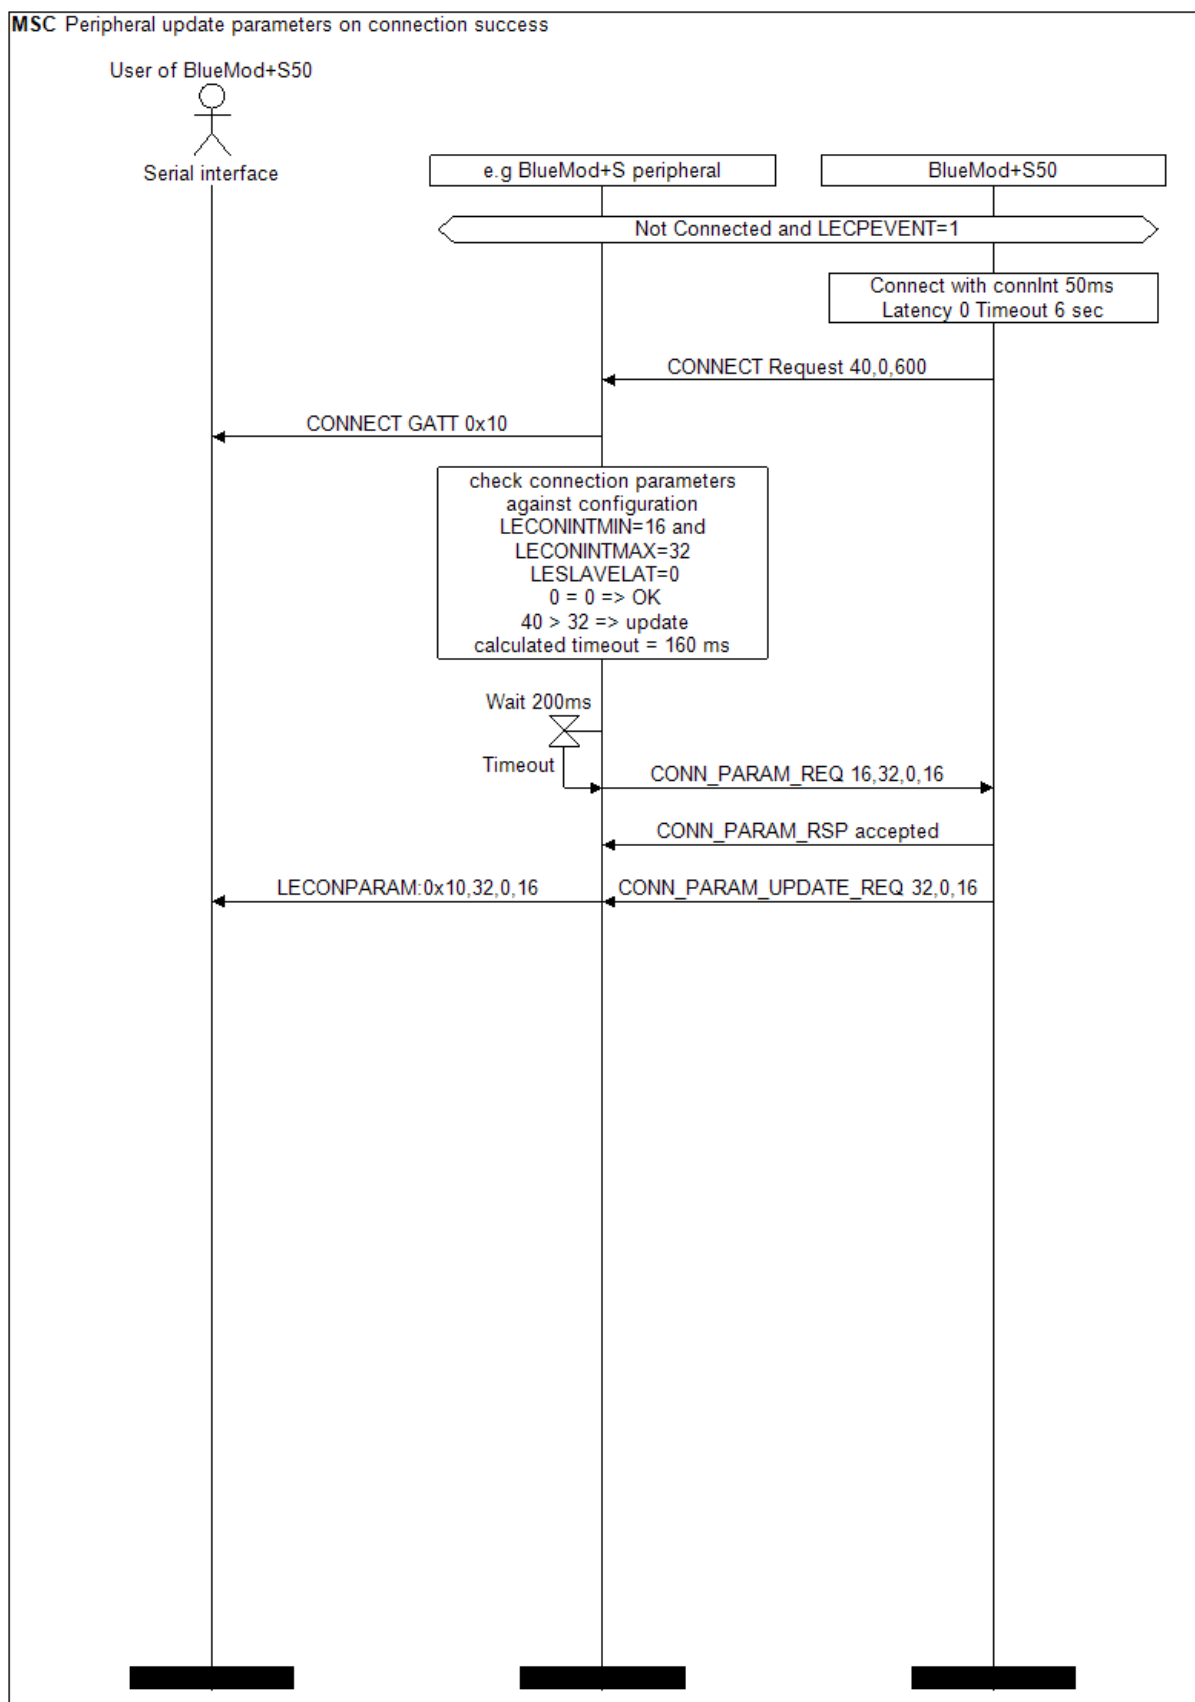 MSC Peripheral update parameters on connection success
User of BlueMod+S50
Serial interface
e.g BlueMod+S peripheral
BlueMod+S50
Not Connected and LECPEVENT=1
Connect with connInt 50ms
Latency 0 Timeout 6 sec
CONNECT Request 40,0,600
CONNECT GATT 0x10
check connection parameters
against configuration
LECONINTMIN=16 and
LECONINTMAX=32
LESLAVELAT=0
0 = 0 => OK
40 > 32 => update
calculated timeout = 160 ms
Wait 200ms
Timeout
CONN_PARAM_REQ 16,32,0,16
CONN_PARAM_RSP accepted
LECONPARAM:0x10,32,0,16
CONN_PARAM_UPDATE_REQ 32,0,16